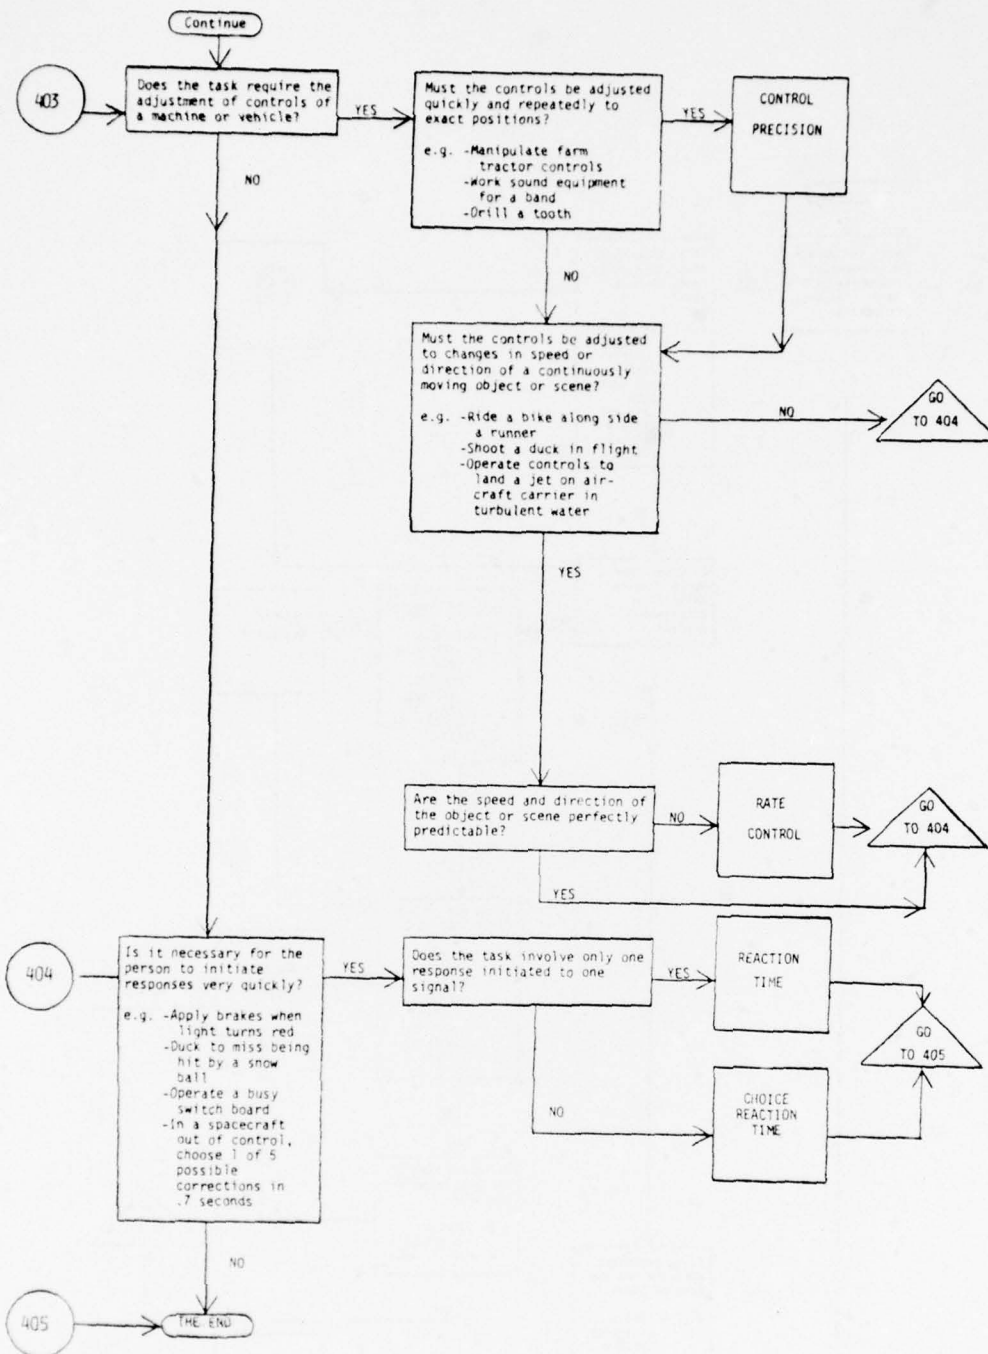 Continue
403
Does the task require the
adjustment of controls of
a machine or vehicle?
YES
Must the controls be adjusted
quickly and repeatedly to
exact positions?
e.g. -Manipulate farm
tractor controls
-Work sound equipment
for a band
-Drill a tooth
YES
CONTROL
PRECISION
NO
NO
Must the controls be adjusted
to changes in speed or
direction of a continuously
moving object or scene?
e.g. -Ride a bike along side
a runner
-Shoot a duck in flight
-Operate controls to
land a jet on air-
craft carrier in
turbulent water
NO
GO
TO 404
YES
Are the speed and direction of
the object or scene perfectly
predictable?
NO
RATE
CONTROL
GO
TO 404
YES
404
Is it necessary for the
person to initiate
responses very quickly?
e.g. -Apply brakes when
light turns red
-Duck to miss being
hit by a snow
ball
-Operate a busy
switch board
-In a spacecraft
out of control,
choose 1 of 5
possible
corrections in
.7 seconds
YES
Does the task involve only one
response initiated to one
signal?
YES
REACTION
TIME
GO
TO 405
NO
CHOICE
REACTION
TIME
NO
405
THE END